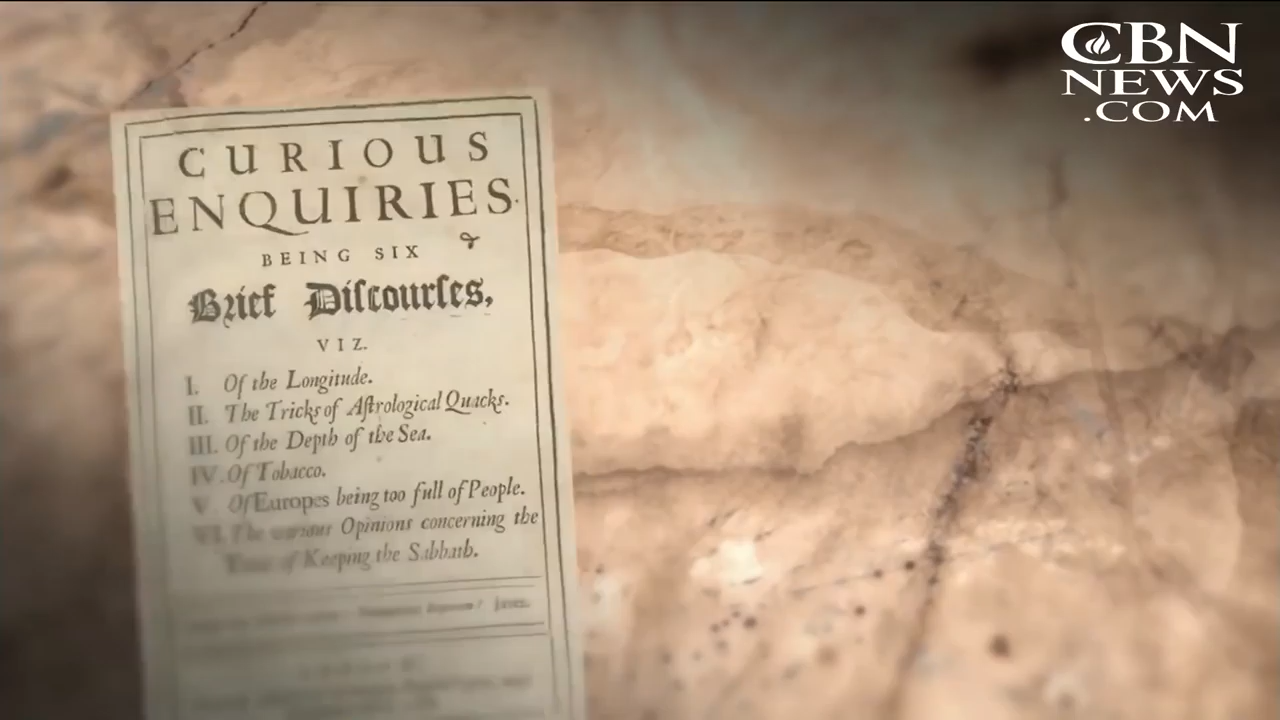 CBN
NEWS
.COM
CURIOUS
ENQUIRIES.
BEING SIX
Brief Diſcourſes,
VIZ.
I. Of the Longitude.
II. The Tricks of Aſtrological Quacks.
III. Of the Depth of the Sea.
IV. Of Tobacco.
V. Of Europes being too full of People.
VI. The various Opinions concerning the
Time of Keeping the Sabbath.